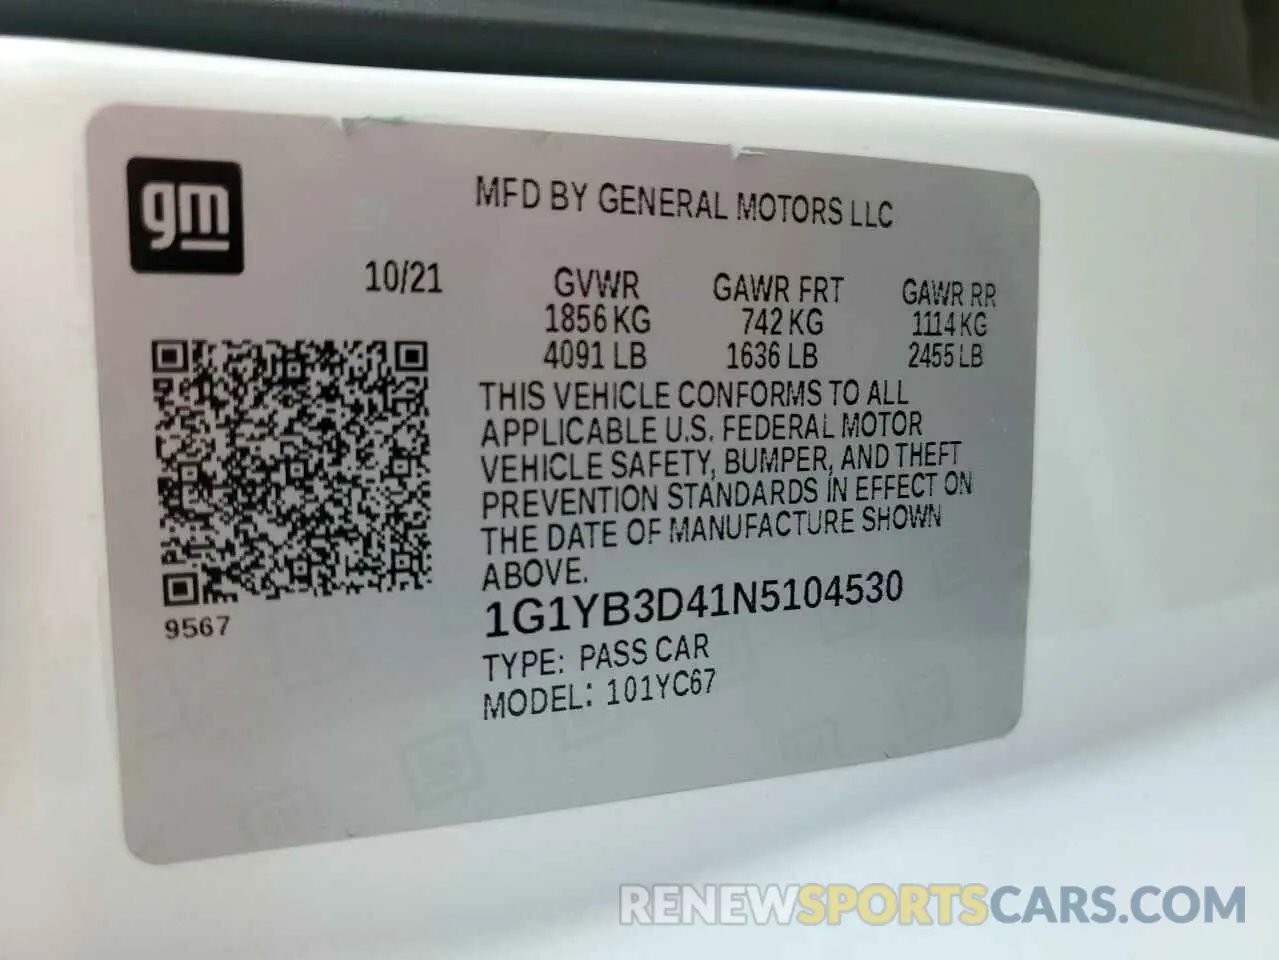 gm
MFD BY GENERAL MOTORS LLC
10/21 GVWR GAWR FRT GAWR RR
1856 KG 742 KG 1114 KG
4091 LB 1636 LB 2455 LB
THIS VEHICLE CONFORMS TO ALL
APPLICABLE U.S. FEDERAL MOTOR
VEHICLE SAFETY, BUMPER, AND THEFT
PREVENTION STANDARDS IN EFFECT ON
THE DATE OF MANUFACTURE SHOWN
ABOVE.
9567
1G1YB3D41N5104530
TYPE: PASS CAR
MODEL: 101YC67
RENEWSPORTSCARS.COM